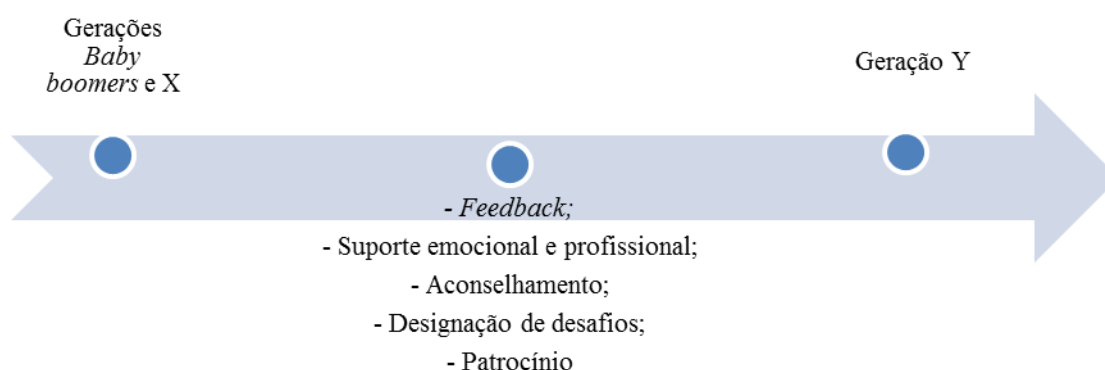 Gerações
Baby
boomers e X
Geração Y
- Feedback;
- Suporte emocional e profissional;
- Aconselhamento;
- Designação de desafios;
- Patrocínio